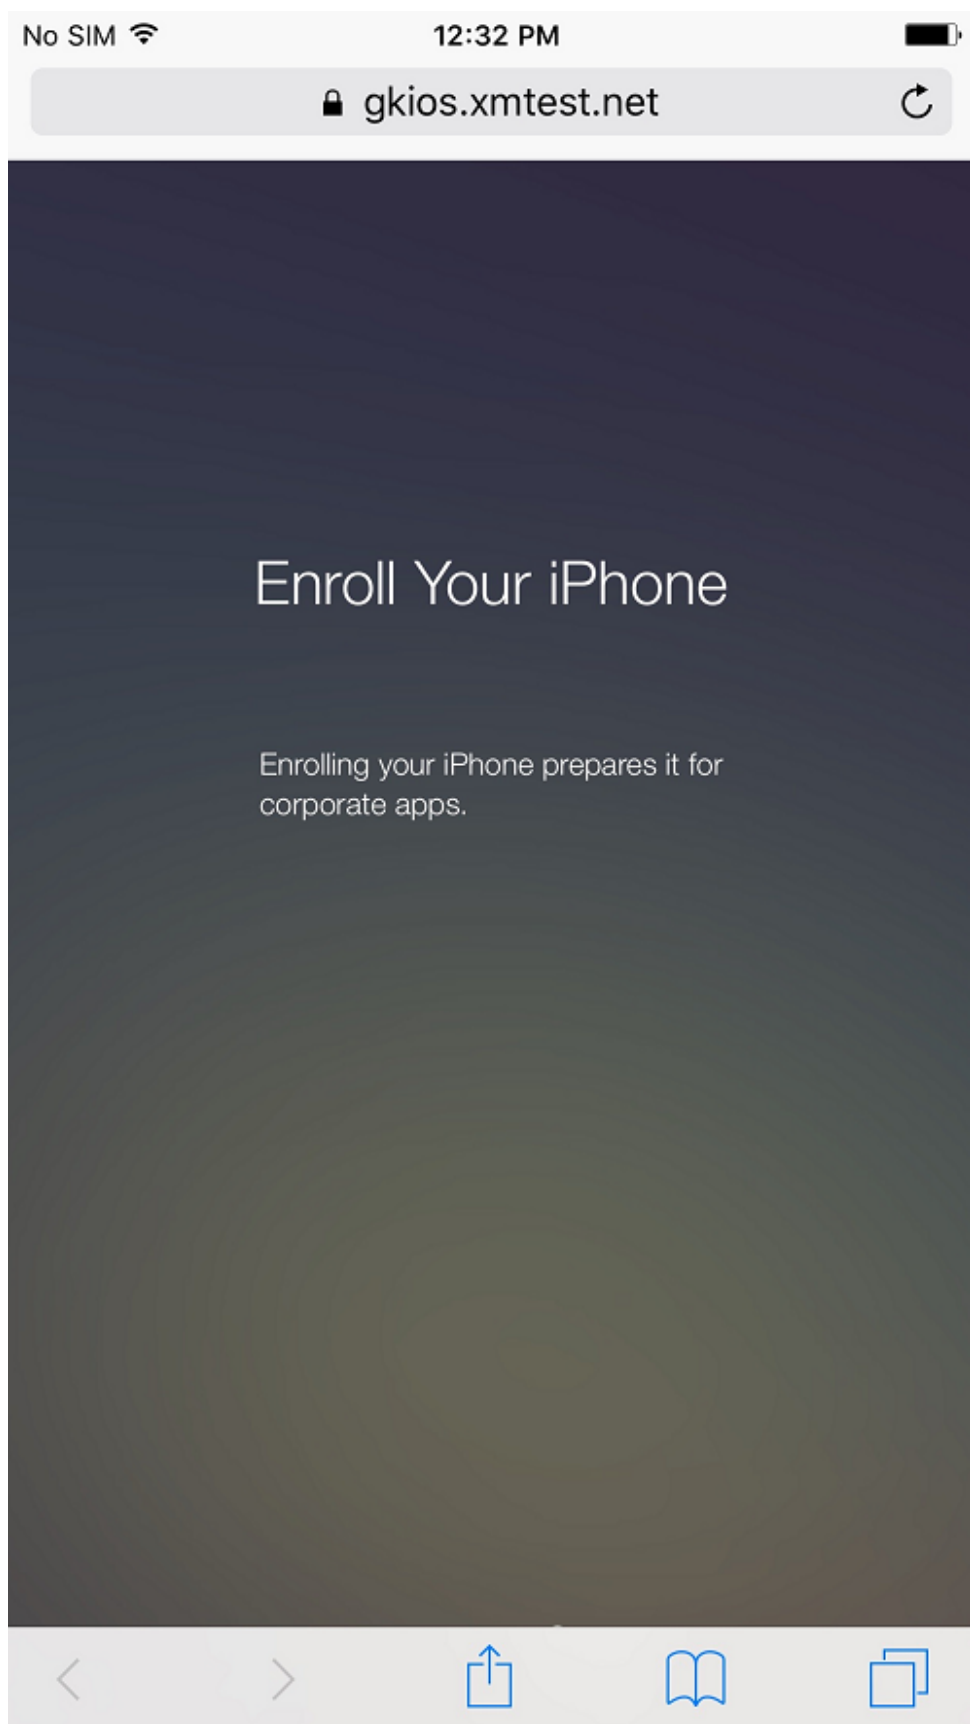 No SIM 12:32 PM
gkios.xmtest.net
Enroll Your iPhone
Enrolling your iPhone prepares it for
corporate apps.